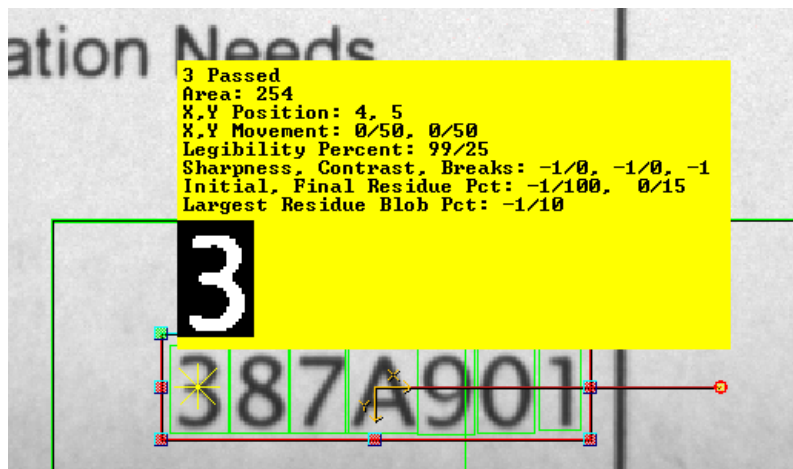 ation Needs
3 Passed
Area: 254
X,Y Position: 4, 5
X,Y Movement: 0/50, 0/50
Legibility Percent: 99/25
Sharpness, Contrast, Breaks: -1/0, -1/0, -1
Initial, Final Residue Pct: -1/100,  0/15
Largest Residue Blob Pct: -1/10
3
387A901
X
Y